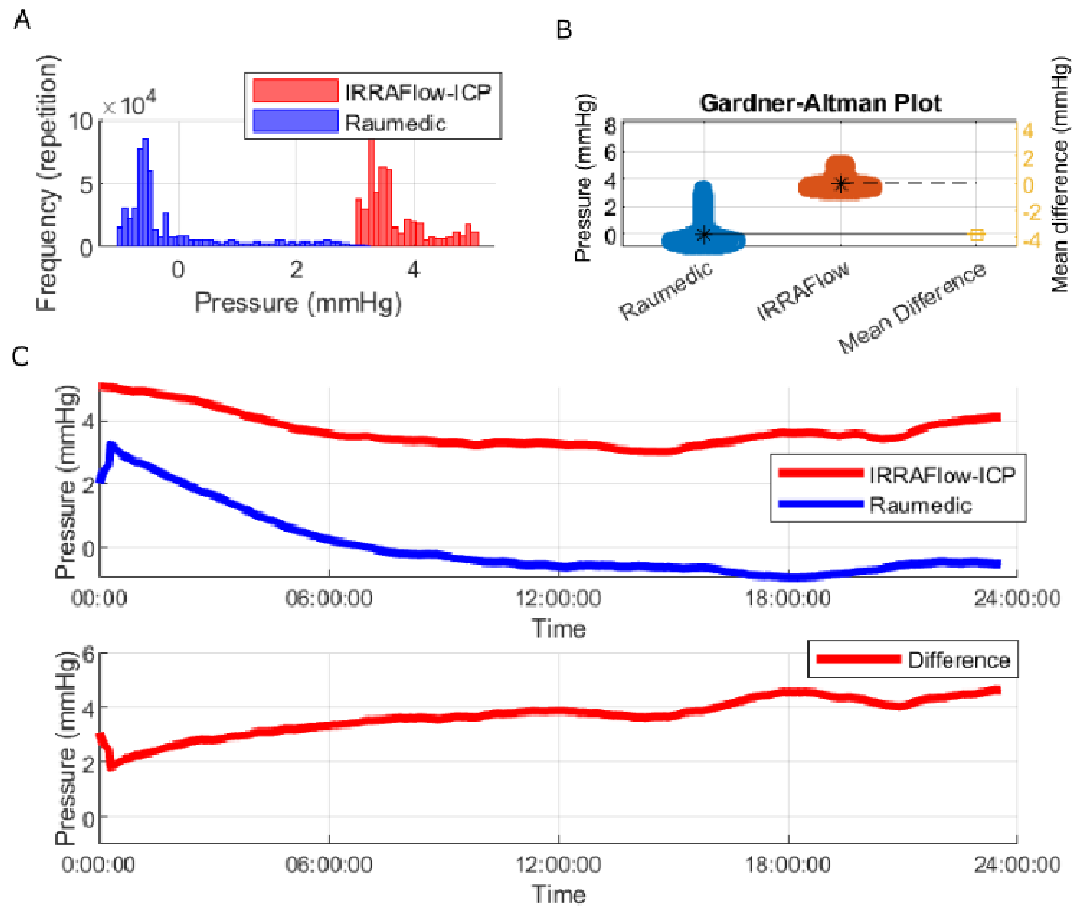 A
×10⁴
Frequency (repetition)
10
5
0
IRRAFlow-ICP
Raumedic
0
2
4
Pressure (mmHg)
B
Gardner-Altman Plot
Pressure (mmHg)
8
6
4
2
0
Mean difference (mmHg)
4
2
0
-2
-4
Raumedic
IRRAFlow
Mean Difference
C
Pressure (mmHg)
4
2
0
IRRAFlow-ICP
Raumedic
00:00
06:00:00
12:00:00
18:00:00
24:00:00
Time
Pressure (mmHg)
6
4
2
0
Difference
0:00:00
06:00:00
12:00:00
18:00:00
24:00:00
Time